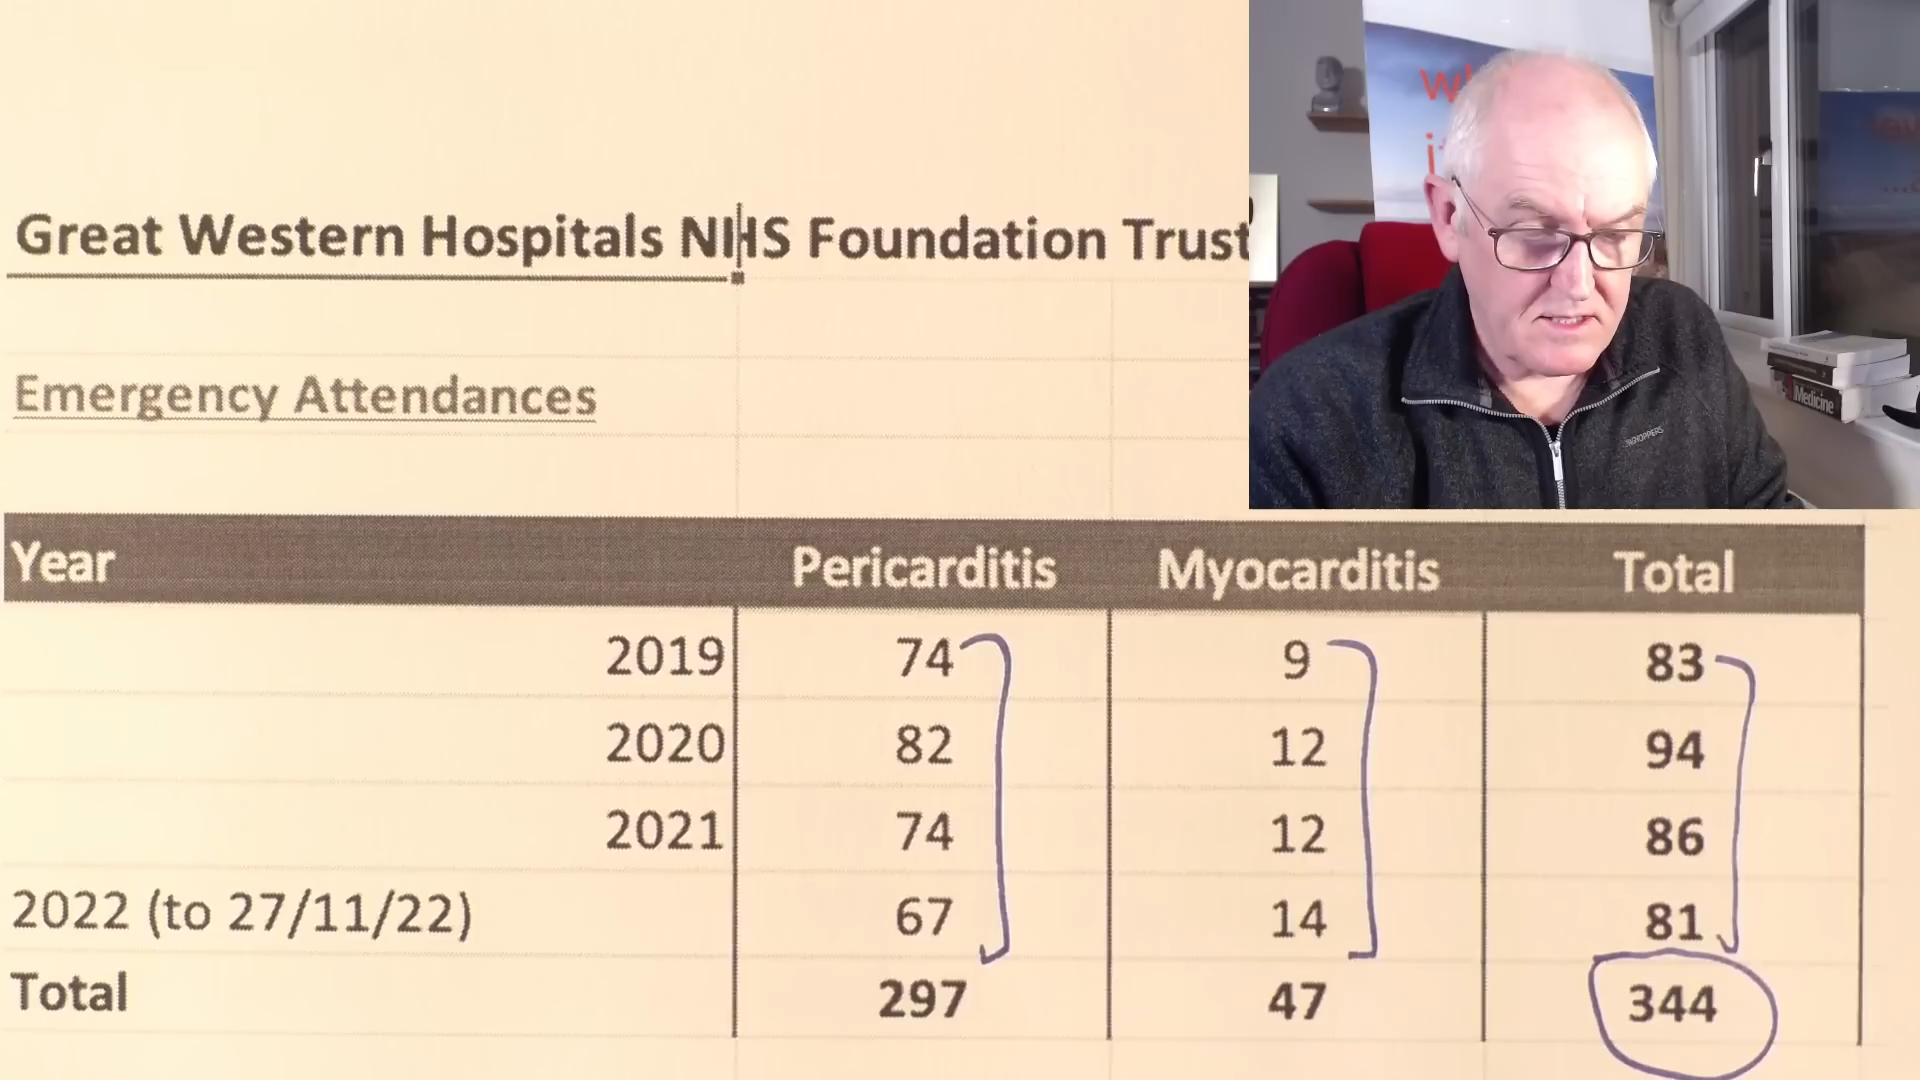 Great Western Hospitals NHS Foundation Trust
Emergency Attendances
Year Pericarditis Myocarditis Total
2019 74 9 83
2020 82 12 94
2021 74 12 86
2022 (to 27/11/22) 67 14 81
Total 297 47 344
Medicine